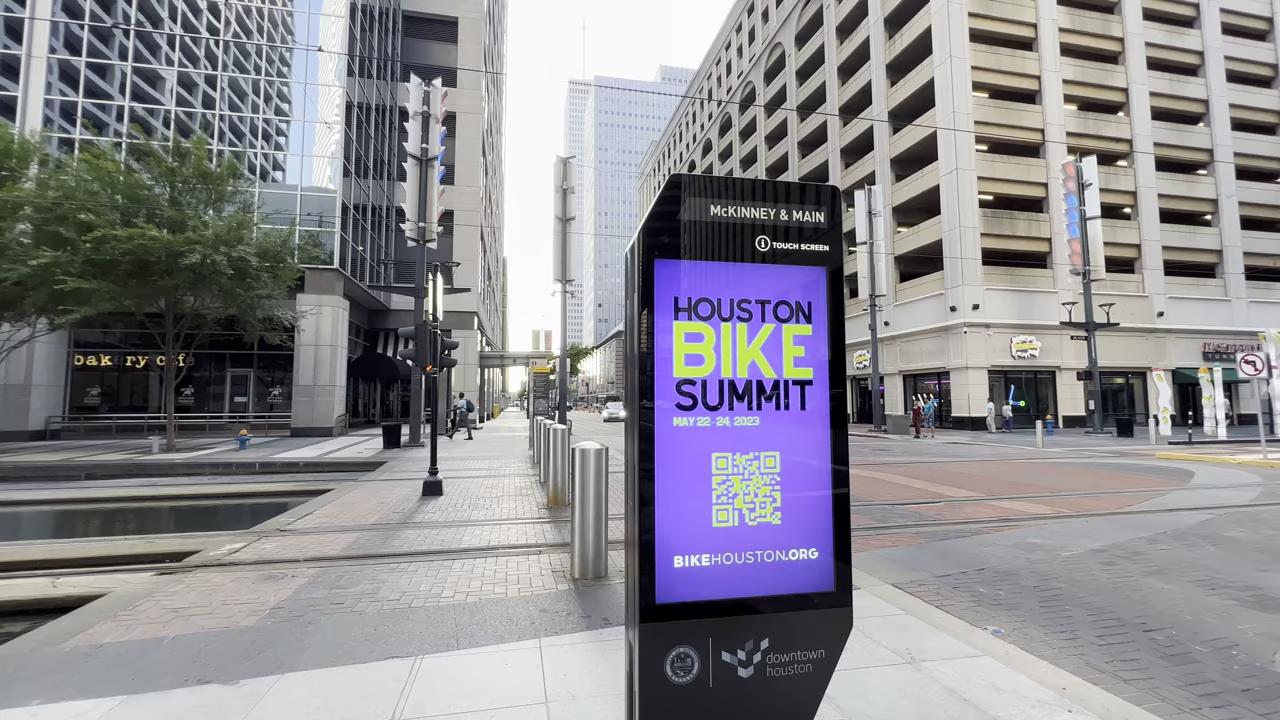 McKINNEY & MAIN
i TOUCH SCREEN
HOUSTON
BIKE
SUMMIT
MAY 22-24, 2023
BIKEHOUSTON.ORG
downtown
houston
bakery cafe